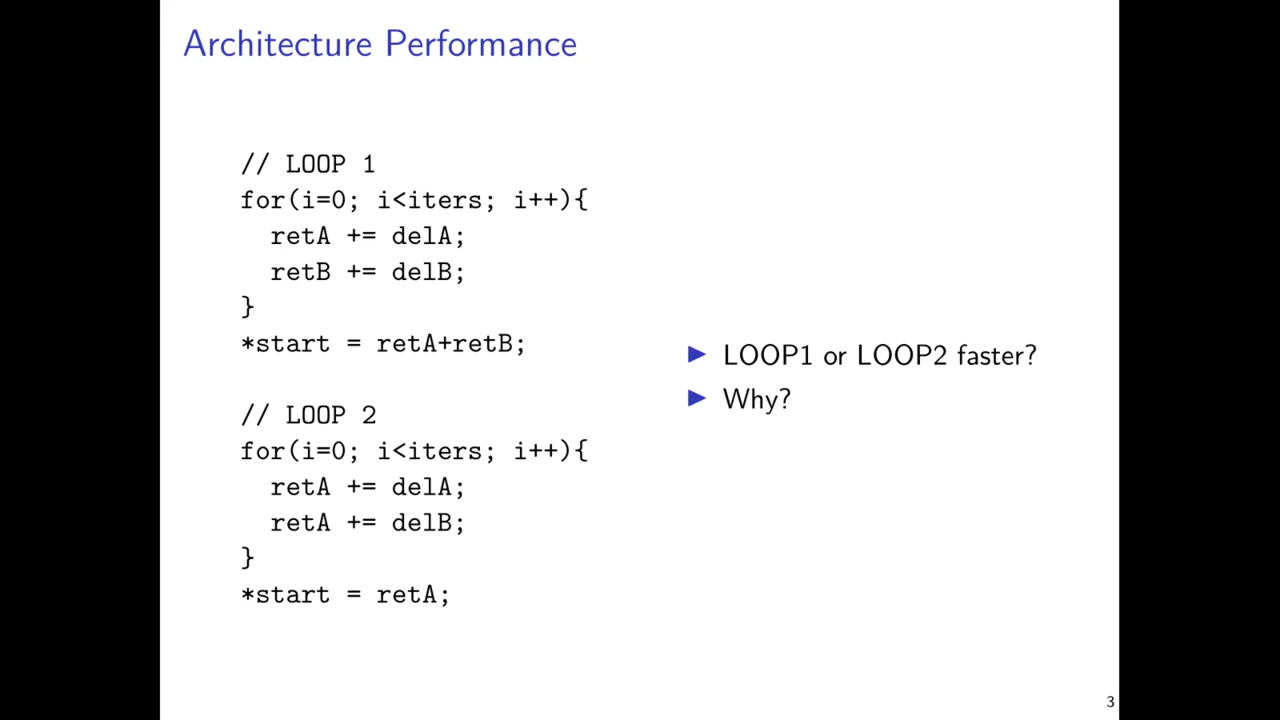 Architecture Performance
// LOOP 1
for(i=0; i<iters; i++){
  retA += delA;
  retB += delB;
}
*start = retA+retB;
// LOOP 2
for(i=0; i<iters; i++){
  retA += delA;
  retA += delB;
}
*start = retA;
▶ LOOP1 or LOOP2 faster?
▶ Why?
3